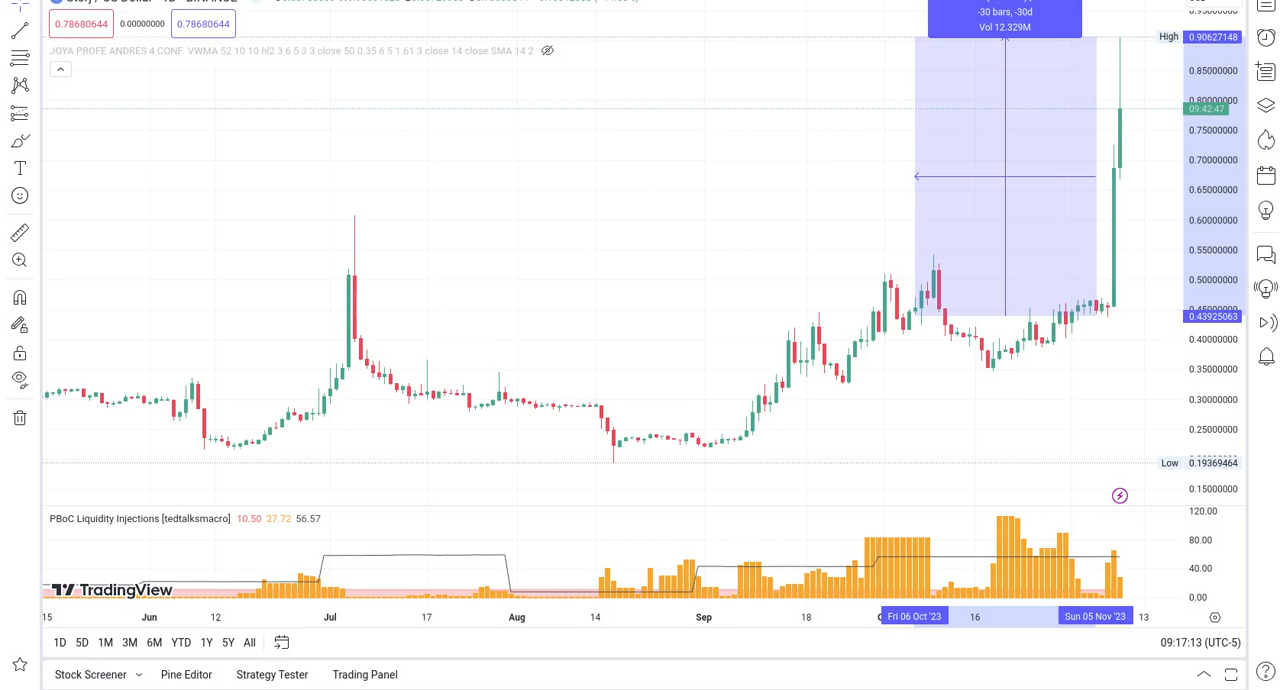 -30 bars, -30d
Vol 12.329M
0.78680644 0.00000000 0.78680644
JOYA PROFE ANDRES 4 CONF. VWMA 52 10 10 hl2 3 6 5 3 3 close 50 0.35 6 5 1.61 3 close 14 close SMA 14 2
High 0.90627148
0.85000000
0.80000000
09:42:47
0.75000000
0.70000000
0.65000000
0.60000000
0.55000000
0.50000000
0.43925063
0.40000000
0.35000000
0.30000000
0.25000000
Low 0.19369464
0.15000000
PBoC Liquidity Injections [tedtalksmacro] 10.50 27.72 56.57
120.00
80.00
40.00
0.00
TradingView
15 Jun 12 Jul 17 Aug 14 Sep 18 Fri 06 Oct '23 16 Sun 05 Nov '23 13
1D 5D 1M 3M 6M YTD 1Y 5Y All
09:17:13 (UTC-5)
Stock Screener Pine Editor Strategy Tester Trading Panel